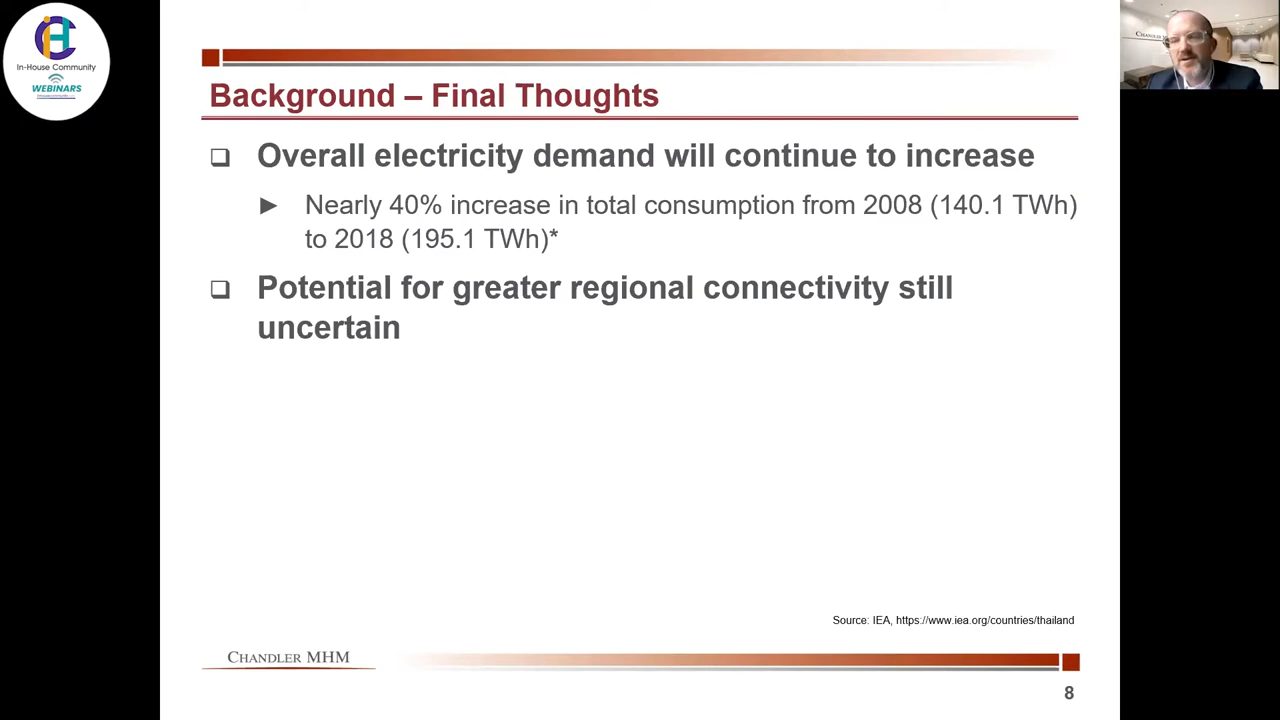 In-House Community
WEBINARS
CHANDLER M
Background – Final Thoughts
❑ Overall electricity demand will continue to increase
► Nearly 40% increase in total consumption from 2008 (140.1 TWh)
to 2018 (195.1 TWh)*
❑ Potential for greater regional connectivity still
uncertain
Source: IEA, https://www.iea.org/countries/thailand
CHANDLER MHM
8